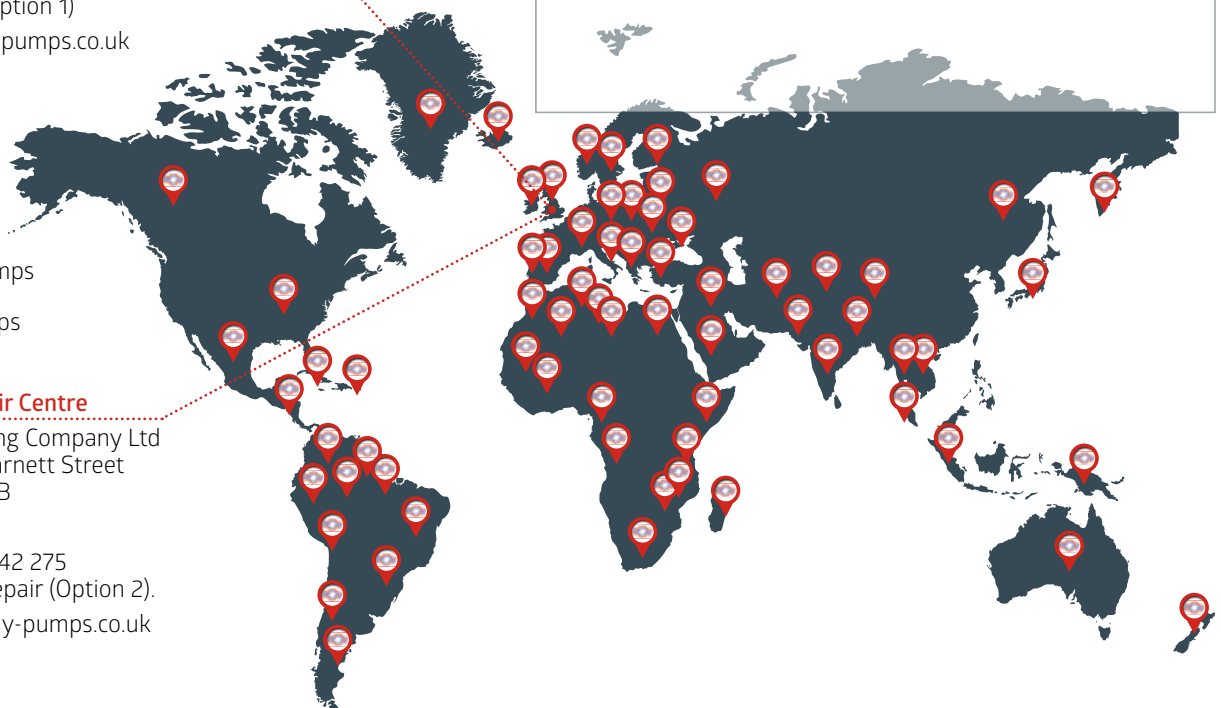 ption 1)
pumps.co.uk
mps
ps
ir Centre
ng Company Ltd
rnett Street
B
42 275
epair (Option 2).
y-pumps.co.uk